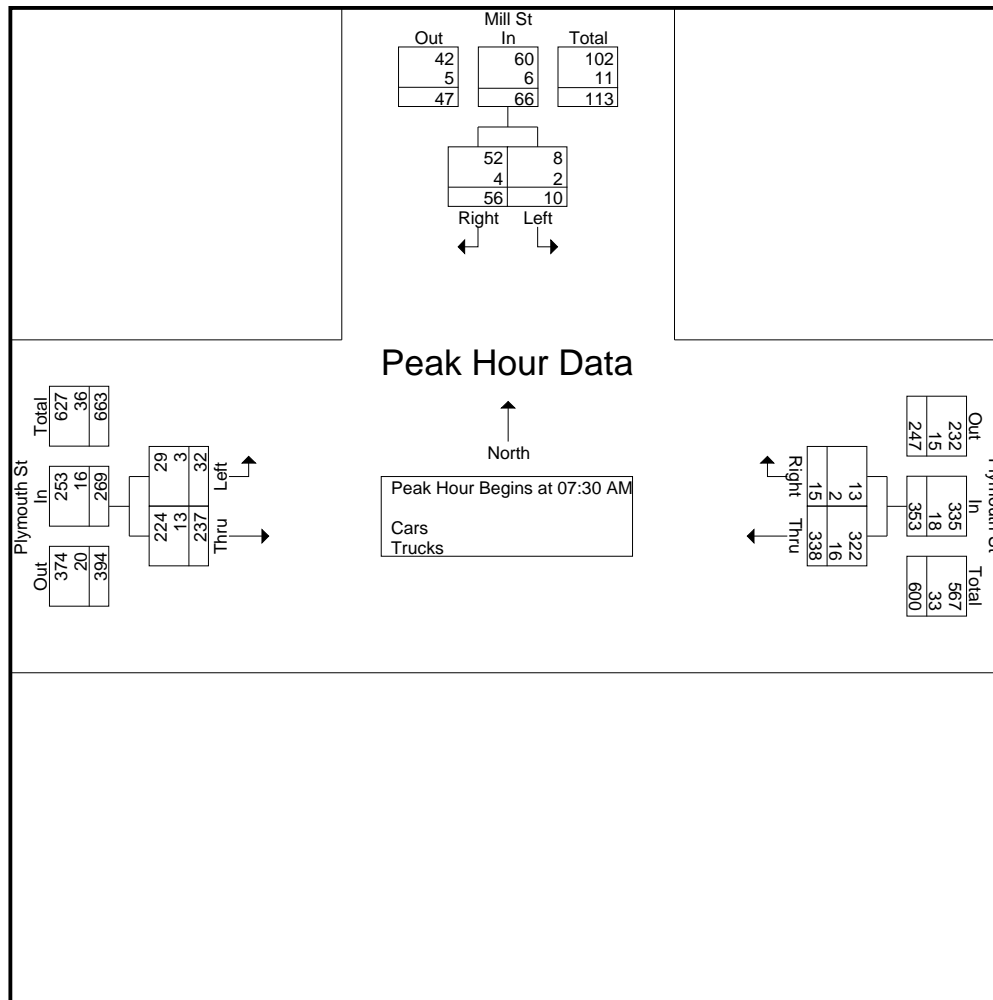 Mill St
Out In Total
42 60 102
5 6 11
47 66 113
52 8
4 2
56 10
Right Left
Peak Hour Data
North
Peak Hour Begins at 07:30 AM
Cars
Trucks
Plymouth St
Total
627
36
663
In
253
16
269
Out
374
20
394
29
3
32
Left
224
13
237
Thru
Plymouth St
Out
232
15
247
In
335
18
353
Total
567
33
600
Right
13
2
15
Thru
322
16
338